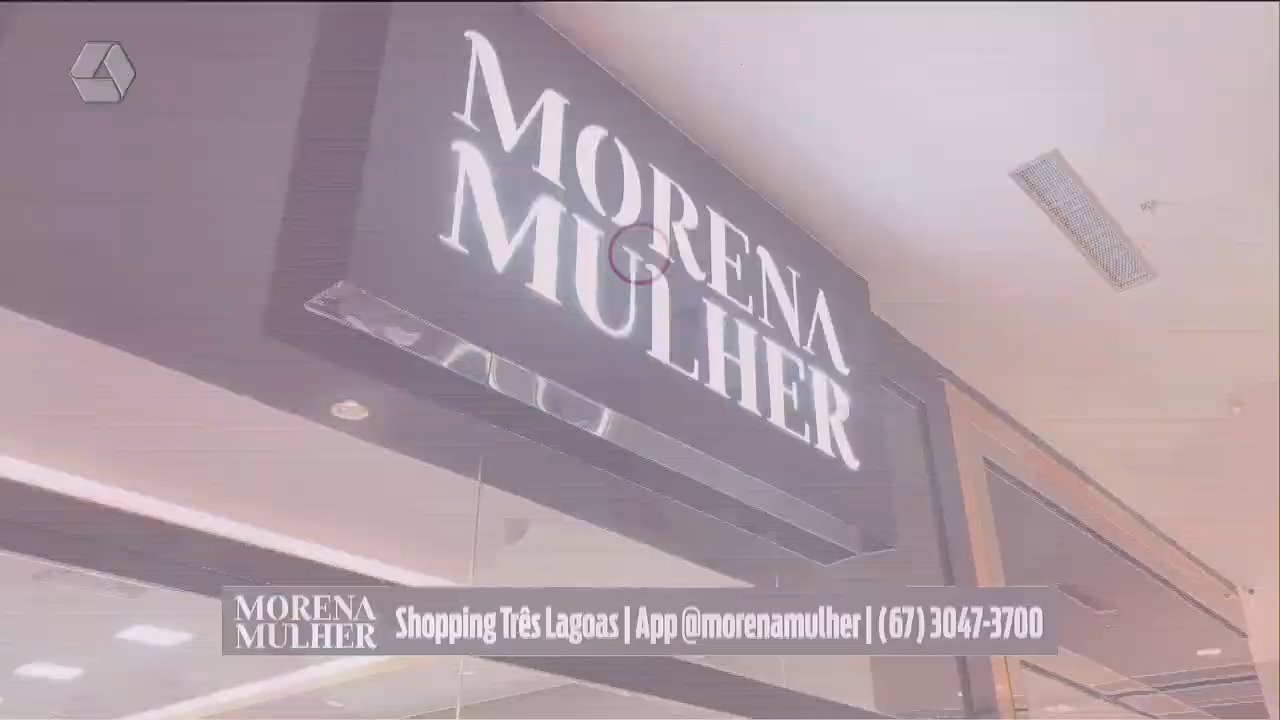 MORENA
MULHER
MORENA
MULHER
Shopping Três Lagoas | App @morenamulher | (67) 3047-3700